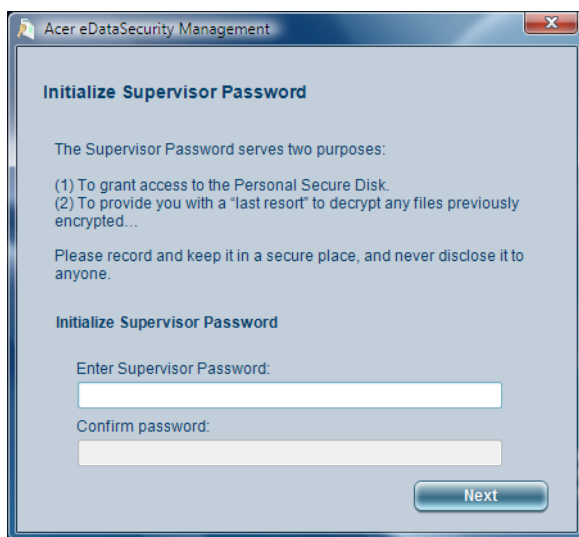 Acer eDataSecurity Management
Initialize Supervisor Password
The Supervisor Password serves two purposes:
(1) To grant access to the Personal Secure Disk.
(2) To provide you with a “last resort” to decrypt any files previously
encrypted...
Please record and keep it in a secure place, and never disclose it to
anyone.
Initialize Supervisor Password
Enter Supervisor Password:
Confirm password:
Next